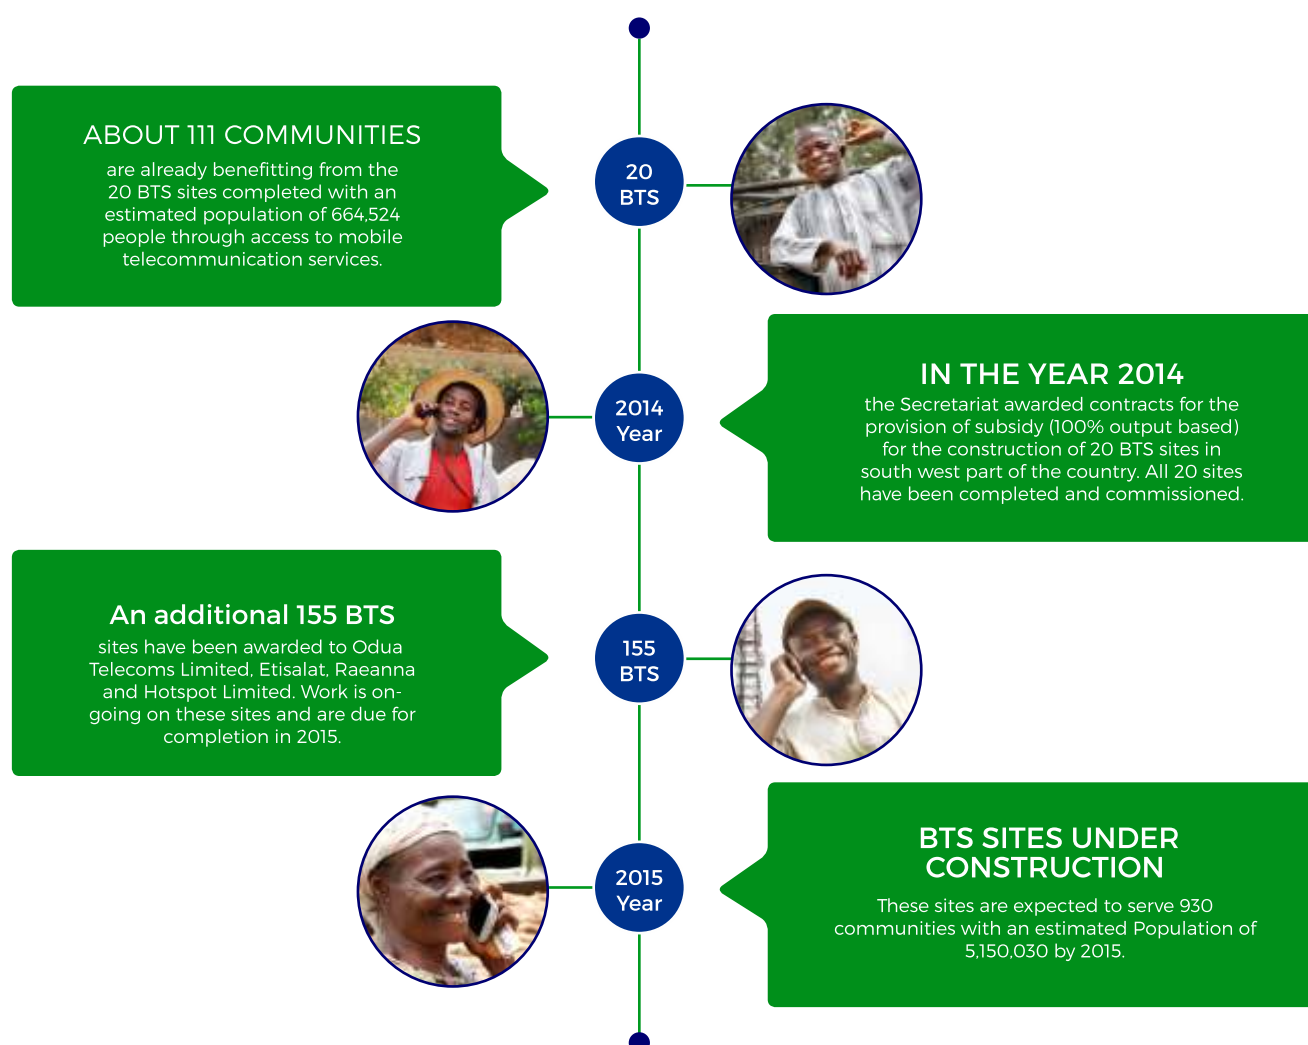 ABOUT 111 COMMUNITIES
are already benefitting from the
20 BTS sites completed with an
estimated population of 664,524
people through access to mobile
telecommunication services.
20
BTS
2014
Year
IN THE YEAR 2014
the Secretariat awarded contracts for the
provision of subsidy (100% output based)
for the construction of 20 BTS sites in
south west part of the country. All 20 sites
have been completed and commissioned.
An additional 155 BTS
sites have been awarded to Odua
Telecoms Limited, Etisalat, Raeanna
and Hotspot Limited. Work is on-
going on these sites and are due for
completion in 2015.
155
BTS
2015
Year
BTS SITES UNDER
CONSTRUCTION
These sites are expected to serve 930
communities with an estimated Population of
5,150,030 by 2015.